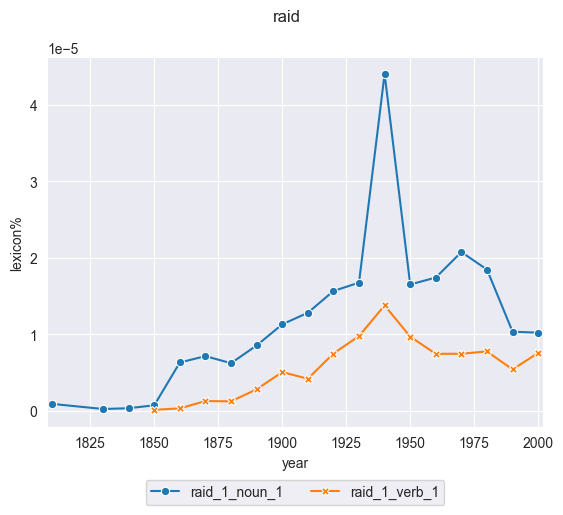 raid
1e−5
4
3
2
1
0
lexicon%
1825 1850 1875 1900 1925 1950 1975 2000
year
raid_1_noun_1 raid_1_verb_1